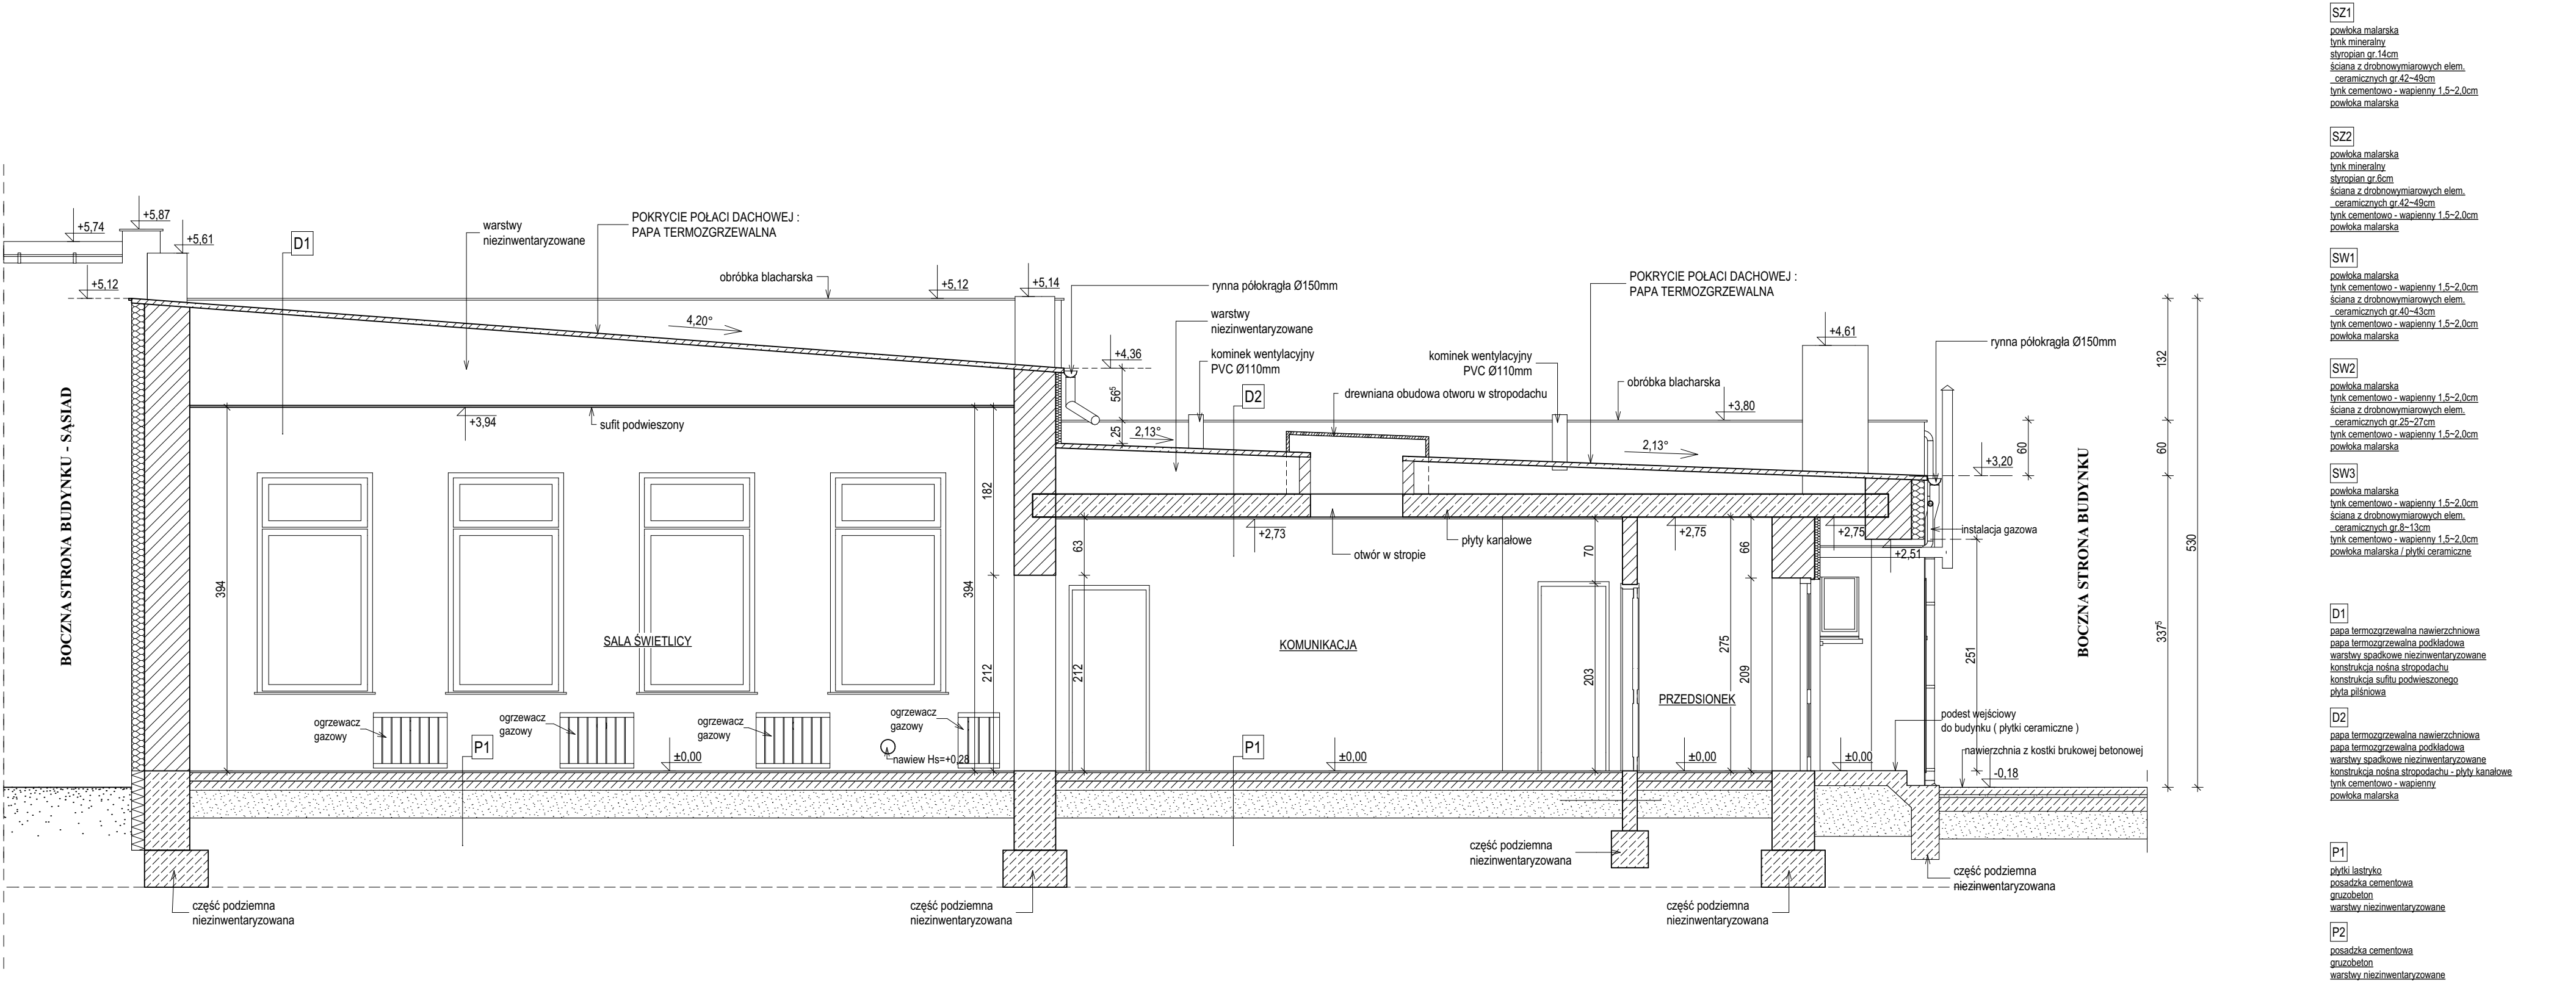 SZ1
powłoka malarska
tynk mineralny
styropian gr.14cm
ściana z drobnowymiarowych elem.
ceramicznych gr.42~49cm
tynk cementowo - wapienny 1,5~2,0cm
powłoka malarska
SZ2
powłoka malarska
tynk mineralny
styropian gr.6cm
ściana z drobnowymiarowych elem.
ceramicznych gr.42~49cm
tynk cementowo - wapienny 1,5~2,0cm
powłoka malarska
SW1
powłoka malarska
tynk cementowo - wapienny 1,5~2,0cm
ściana z drobnowymiarowych elem.
ceramicznych gr.40~43cm
tynk cementowo - wapienny 1,5~2,0cm
powłoka malarska
SW2
powłoka malarska
tynk cementowo - wapienny 1,5~2,0cm
ściana z drobnowymiarowych elem.
ceramicznych gr.25~27cm
tynk cementowo - wapienny 1,5~2,0cm
powłoka malarska
SW3
powłoka malarska
tynk cementowo - wapienny 1,5~2,0cm
ściana z drobnowymiarowych elem.
ceramicznych gr.8~13cm
tynk cementowo - wapienny 1,5~2,0cm
powłoka malarska / płytki ceramiczne
D1
papa termozgrzewalna nawierzchniowa
papa termozgrzewalna podkładowa
warstwy spadkowe niezinwentaryzowane
konstrukcja nośna stropodachu
konstrukcja sufitu podwieszonego
płyta pilśniowa
D2
papa termozgrzewalna nawierzchniowa
papa termozgrzewalna podkładowa
warstwy spadkowe niezinwentaryzowane
konstrukcja nośna stropodachu - płyty kanałowe
tynk cementowo - wapienny
powłoka malarska
P1
płytki lastryko
posadzka cementowa
gruzobeton
warstwy niezinwentaryzowane
P2
posadzka cementowa
gruzobeton
warstwy niezinwentaryzowane
+5,74
+5,87
+5,61
+5,12
D1
warstwy
niezinwentaryzowane
POKRYCIE POŁACI DACHOWEJ :
PAPA TERMOZGRZEWALNA
obróbka blacharska
+5,12
+5,14
4,20°
rynna półokrągła Ø150mm
warstwy
niezinwentaryzowane
+4,36
kominek wentylacyjny
PVC Ø110mm
D2
kominek wentylacyjny
PVC Ø110mm
drewniana obudowa otworu w stropodachu
POKRYCIE POŁACI DACHOWEJ :
PAPA TERMOZGRZEWALNA
obróbka blacharska
+3,80
+4,61
rynna półokrągła Ø150mm
56⁵
25
2,13°
2,13°
60
+3,20
132
60
337⁵
530
BOCZNA STRONA BUDYNKU - SĄSIAD
BOCZNA STRONA BUDYNKU
+3,94
sufit podwieszony
182
394
394
212
63
212
+2,73
otwór w stropie
płyty kanałowe
70
203
+2,75
275
66
209
+2,75
+2,51
instalacja gazowa
251
SALA ŚWIETLICY
KOMUNIKACJA
PRZEDSIONEK
ogrzewacz
gazowy
ogrzewacz
gazowy
ogrzewacz
gazowy
ogrzewacz
gazowy
P1
±0,00
nawiew Hs=+0,28
P1
±0,00
±0,00
±0,00
podest wejściowy
do budynku ( płytki ceramiczne )
nawierzchnia z kostki brukowej betonowej
-0,18
część podziemna
niezinwentaryzowana
część podziemna
niezinwentaryzowana
część podziemna
niezinwentaryzowana
część podziemna
niezinwentaryzowana
część podziemna
niezinwentaryzowana